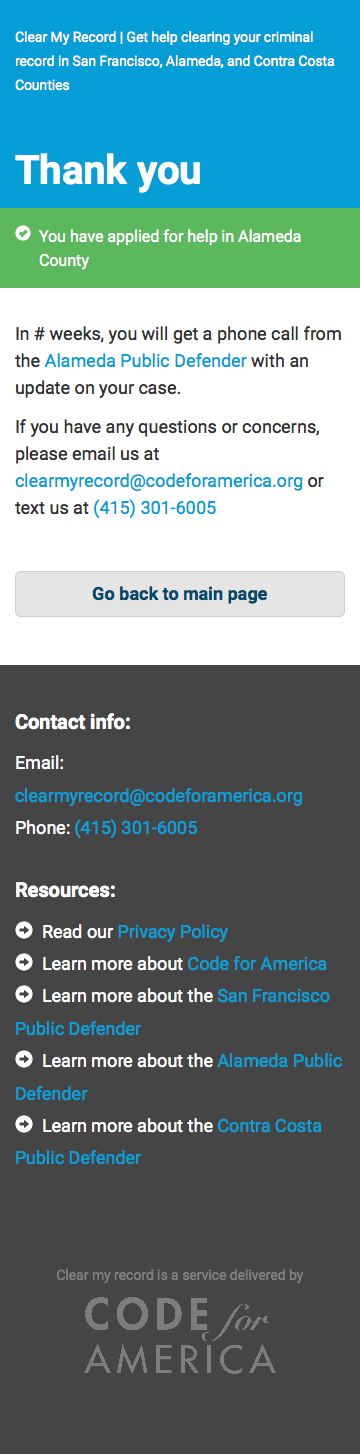 Clear My Record | Get help clearing your criminal
record in San Francisco, Alameda, and Contra Costa
Counties
Thank you
You have applied for help in Alameda
County
In # weeks, you will get a phone call from
the Alameda Public Defender with an
update on your case.
If you have any questions or concerns,
please email us at
clearmyrecord@codeforamerica.org or
text us at (415) 301-6005
Go back to main page
Contact info:
Email:
clearmyrecord@codeforamerica.org
Phone: (415) 301-6005
Resources:
Read our Privacy Policy
Learn more about Code for America
Learn more about the San Francisco
Public Defender
Learn more about the Alameda Public
Defender
Learn more about the Contra Costa
Public Defender
Clear my record is a service delivered by
CODE for
AMERICA